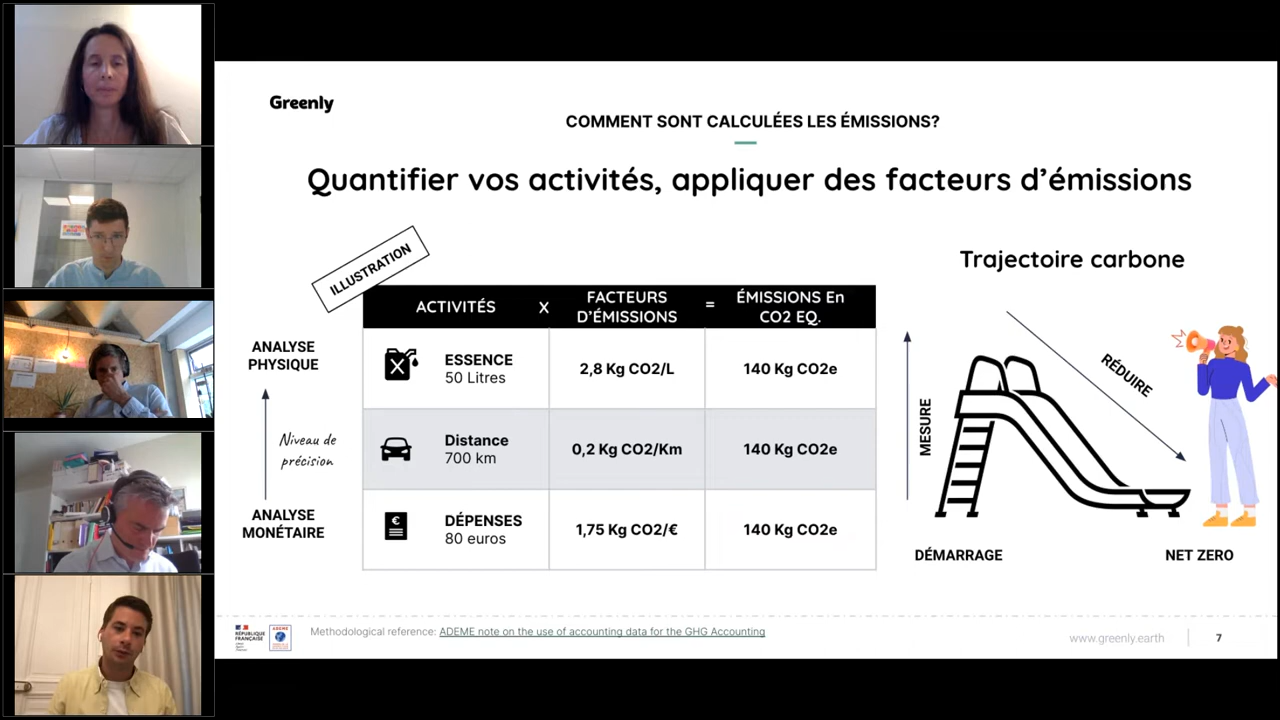 Greenly
COMMENT SONT CALCULÉES LES ÉMISSIONS?
Quantifier vos activités, appliquer des facteurs d'émissions
ILLUSTRATION
ACTIVITÉS X FACTEURS D'ÉMISSIONS = ÉMISSIONS En CO2 EQ.
ANALYSE
PHYSIQUE
Niveau de
précision
ANALYSE
MONÉTAIRE
ESSENCE
50 Litres
2,8 Kg CO2/L
140 Kg CO2e
Distance
700 km
0,2 Kg CO2/Km
140 Kg CO2e
€
DÉPENSES
80 euros
1,75 Kg CO2/€
140 Kg CO2e
Trajectoire carbone
MESURE
RÉDUIRE
DÉMARRAGE
NET ZERO
RÉPUBLIQUE
FRANÇAISE
ADEME
Methodological reference: ADEME note on the use of accounting data for the GHG Accounting
www.greenly.earth
7